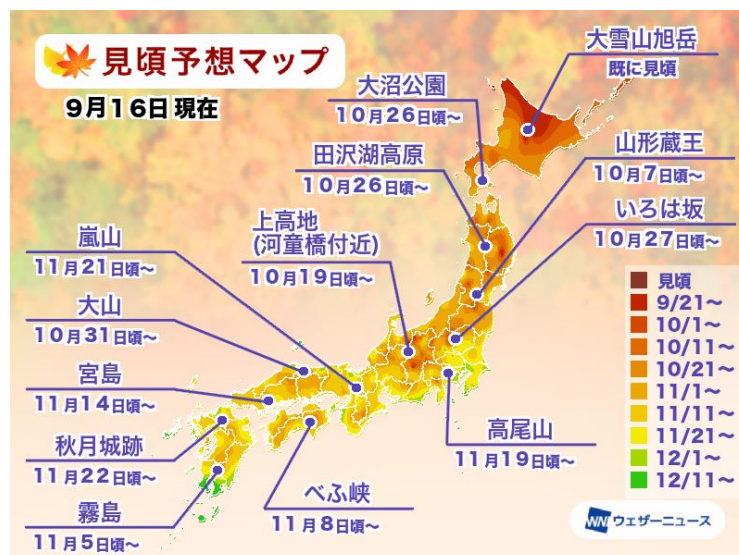 見頃予想マップ
9月16日 現在
大雪山旭岳
既に見頃
大沼公園
10月26日頃～
田沢湖高原
10月26日頃～
山形蔵王
10月7日頃～
いろは坂
10月27日頃～
上高地
(河童橋付近)
10月19日頃～
嵐山
11月21日頃～
大山
10月31日頃～
宮島
11月14日頃～
秋月城跡
11月22日頃～
霧島
11月5日頃～
べふ峡
11月8日頃～
高尾山
11月19日頃～
見頃
9/21～
10/1～
10/11～
10/21～
11/1～
11/11～
11/21～
12/1～
12/11～
WN ウェザーニュース